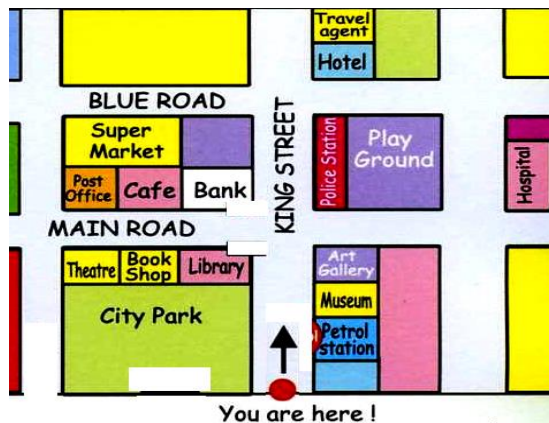 Travel
agent
Hotel
BLUE ROAD
Super
Market
KING STREET
Police Station
Play
Ground
Hospital
Post
Office
Cafe
Bank
MAIN ROAD
Theatre
Book
Shop
Library
Art
Gallery
Museum
City Park
Petrol
station
You are here !